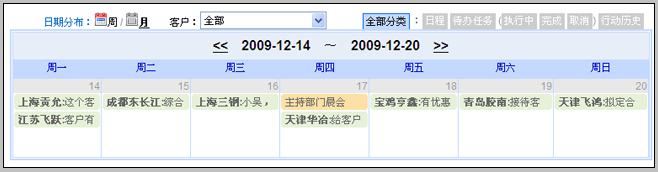 日期分布： 周 / 月 客户： 全部 全部分类 ： 日程 待办任务 ( 执行中 完成 取消 ) 行动历史
<< 2009-12-14 ～ 2009-12-20 >>
周一 周二 周三 周四 周五 周六 周日
14 15 16 17 18 19 20
上海贡允:这个客 成都东长江:综合 上海三钢:小吴， 主持部门晨会 宝鸡亨鑫:有优惠 青岛胶南:接待客 天津飞鸿:拟定合
江苏飞跃:客户有 天津华冶:给客户